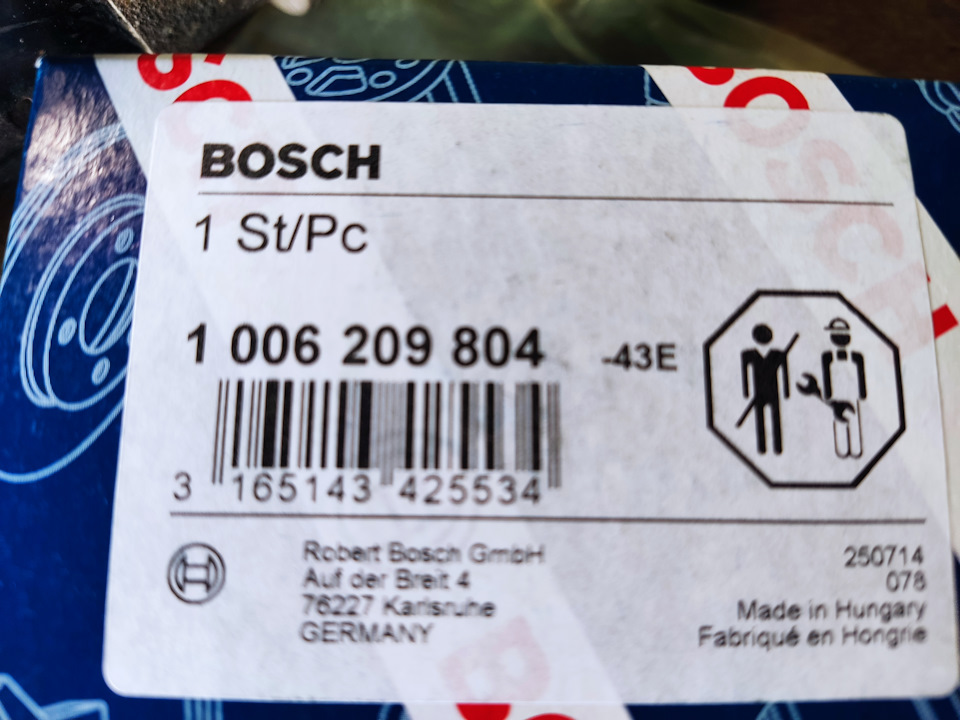 BOSCH
1 St/Pc
1 006 209 804 -43E
3 165143 425534
Robert Bosch GmbH
Auf der Breit 4
76227 Karlsruhe
GERMANY
250714
078
Made in Hungary
Fabriqué en Hongrie
BOSCH